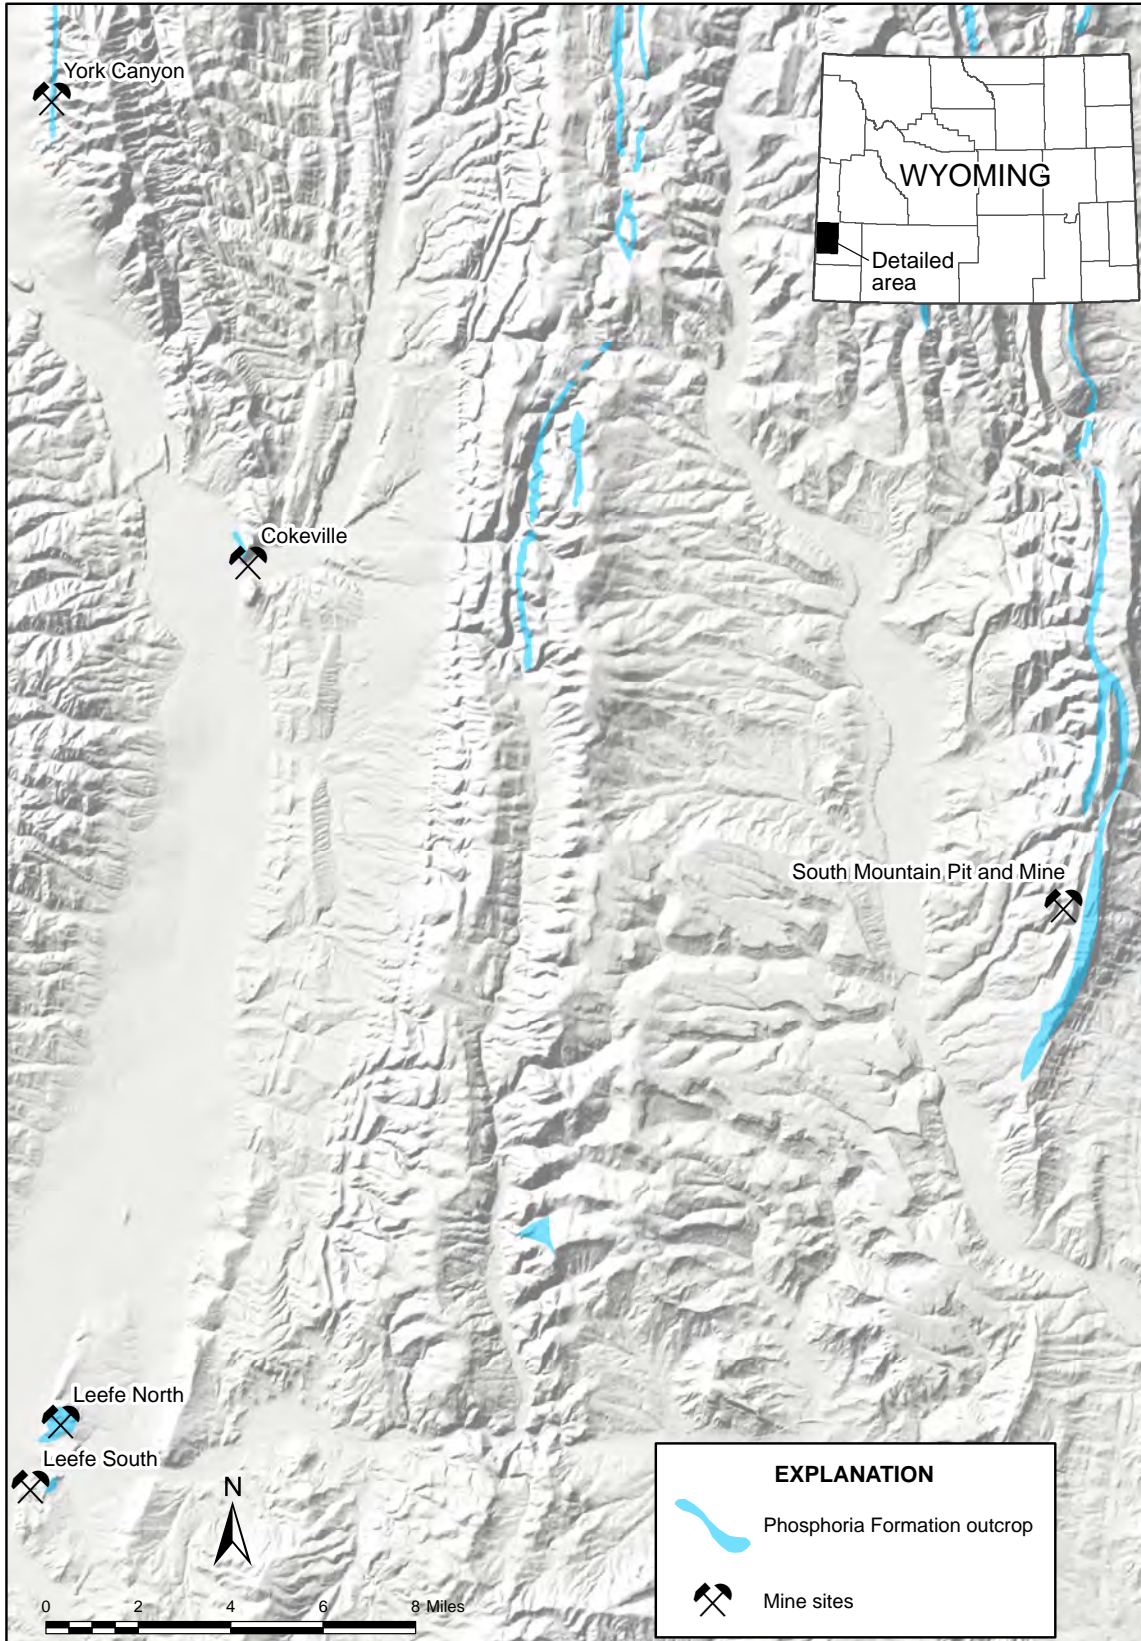 York Canyon
WYOMING
Detailed
area
Cokeville
South Mountain Pit and Mine
Leefe North
Leefe South
N
EXPLANATION
Phosphoria Formation outcrop
Mine sites
0 2 4 6 8 Miles